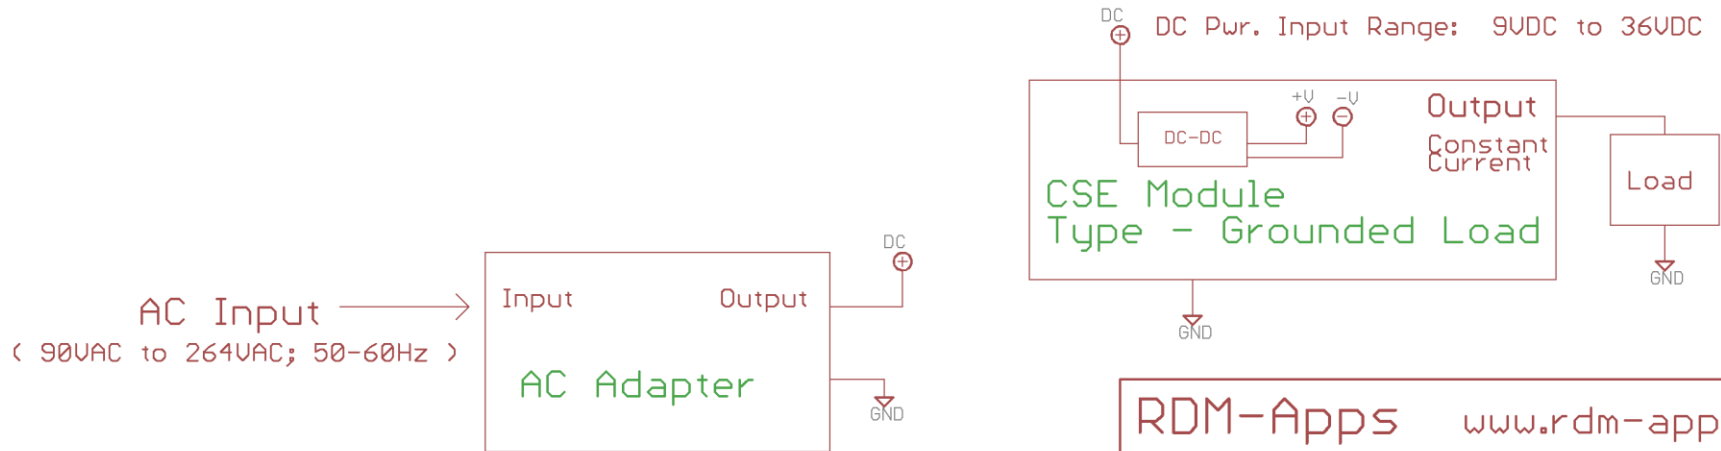 DC
DC Pwr. Input Range: 9VDC to 36VDC
+V
-V
Output
DC-DC
Constant
Current
Load
CSE Module
Type - Grounded Load
GND
GND
DC
Input
Output
AC Input
( 90VAC to 264VAC; 50-60Hz )
AC Adapter
GND
RDM-Apps www.rdm-app